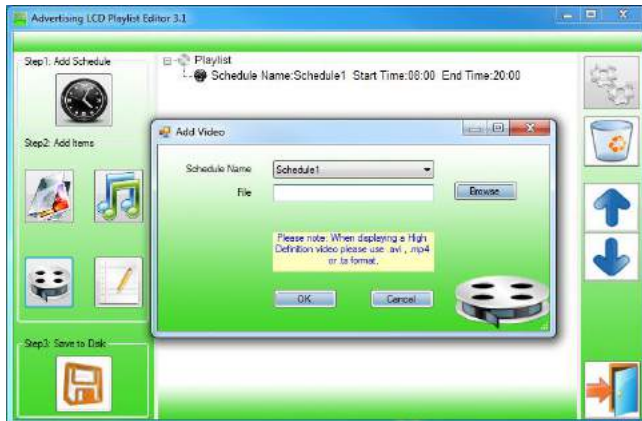 Advertising LCD Playlist Editor 3.1
Step1: Add Schedule
Playlist
Schedule Name:Schedule1 Start Time:08:00 End Time:20:00
Step2: Add Items
Add Video
Schedule Name
Schedule1
File
Browse
Please note: When displaying a High
Definition video please use .avi , .mp4
or .ts format.
OK
Cancel
Step3: Save to Disk